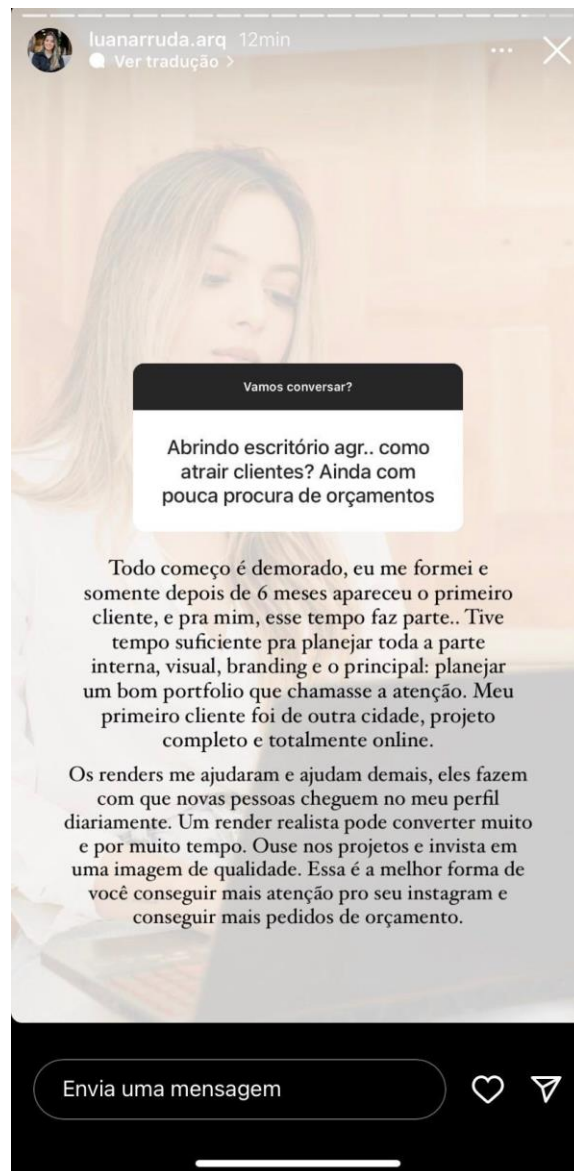 luanarruda.arq 12min
Ver tradução >
Vamos conversar?
Abrindo escritório agr.. como
atrair clientes? Ainda com
pouca procura de orçamentos
Todo começo é demorado, eu me formei e
somente depois de 6 meses apareceu o primeiro
cliente, e pra mim, esse tempo faz parte.. Tive
tempo suficiente pra planejar toda a parte
interna, visual, branding e o principal: planejar
um bom portfolio que chamasse a atenção. Meu
primeiro cliente foi de outra cidade, projeto
completo e totalmente online.
Os renders me ajudaram e ajudam demais, eles fazem
com que novas pessoas cheguem no meu perfil
diariamente. Um render realista pode converter muito
e por muito tempo. Ouse nos projetos e invista em
uma imagem de qualidade. Essa é a melhor forma de
você conseguir mais atenção pro seu instagram e
conseguir mais pedidos de orçamento.
Envia uma mensagem